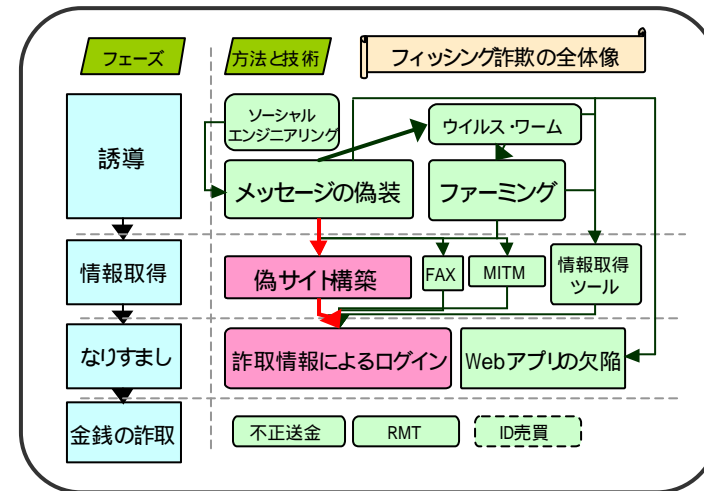 フェーズ
方法と技術
フィッシング詐欺の全体像
誘導
ソーシャル
エンジニアリング
ウイルス・ワーム
メッセージの偽装
ファーミング
情報取得
偽サイト構築
FAX
MITM
情報取得
ツール
なりすまし
詐取情報によるログイン
Webアプリの欠陥
金銭の詐取
不正送金
RMT
ID売買